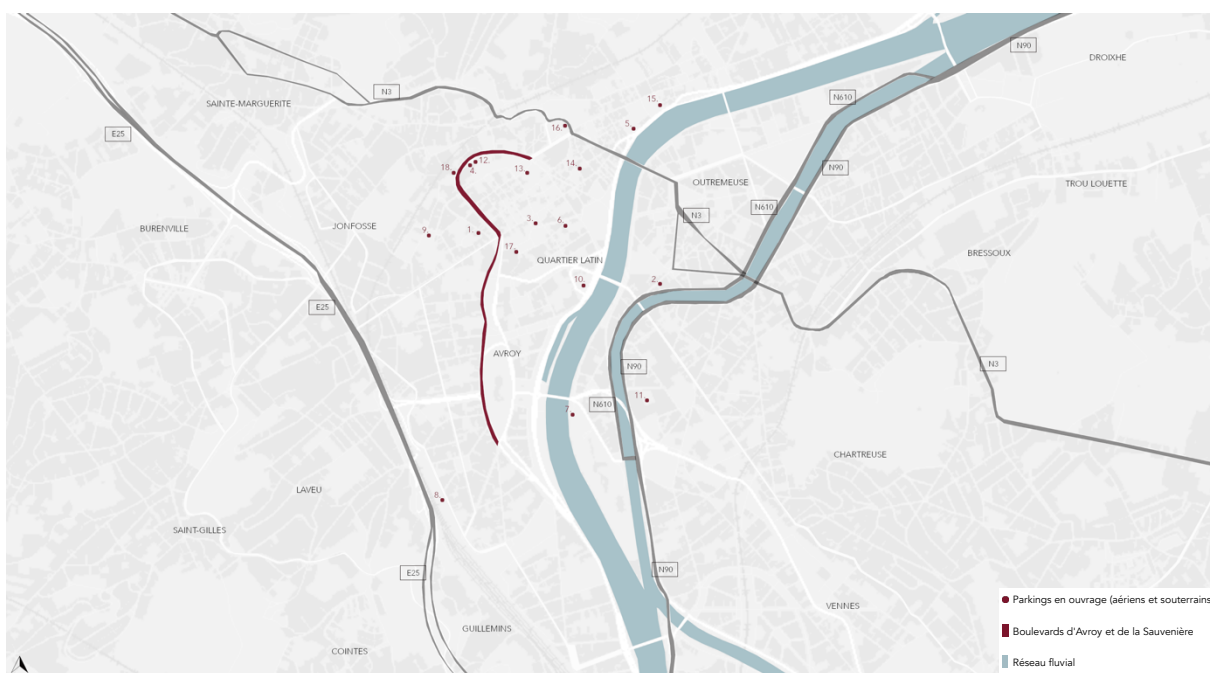 N90
DROIXHE
N3
SAINTE-MARGUERITE
N610
15.
E25
16.
5.
12.
18.
4.
13.
14.
N90
OUTREMEUSE
TROU LOUETTE
N610
N3
BURENVILLE
JONFOSSE
9.
1.
3.
6.
17.
QUARTIER LATIN
BRESSOUX
10.
2.
E25
AVROY
N90
N3
11.
N610
7.
CHARTREUSE
8.
LAVEU
SAINT-GILLES
E25
N90
Parkings en ouvrage (aériens et souterrains
VENNES
GUILLEMINS
Boulevards d'Avroy et de la Sauvenière
COINTES
Réseau fluvial